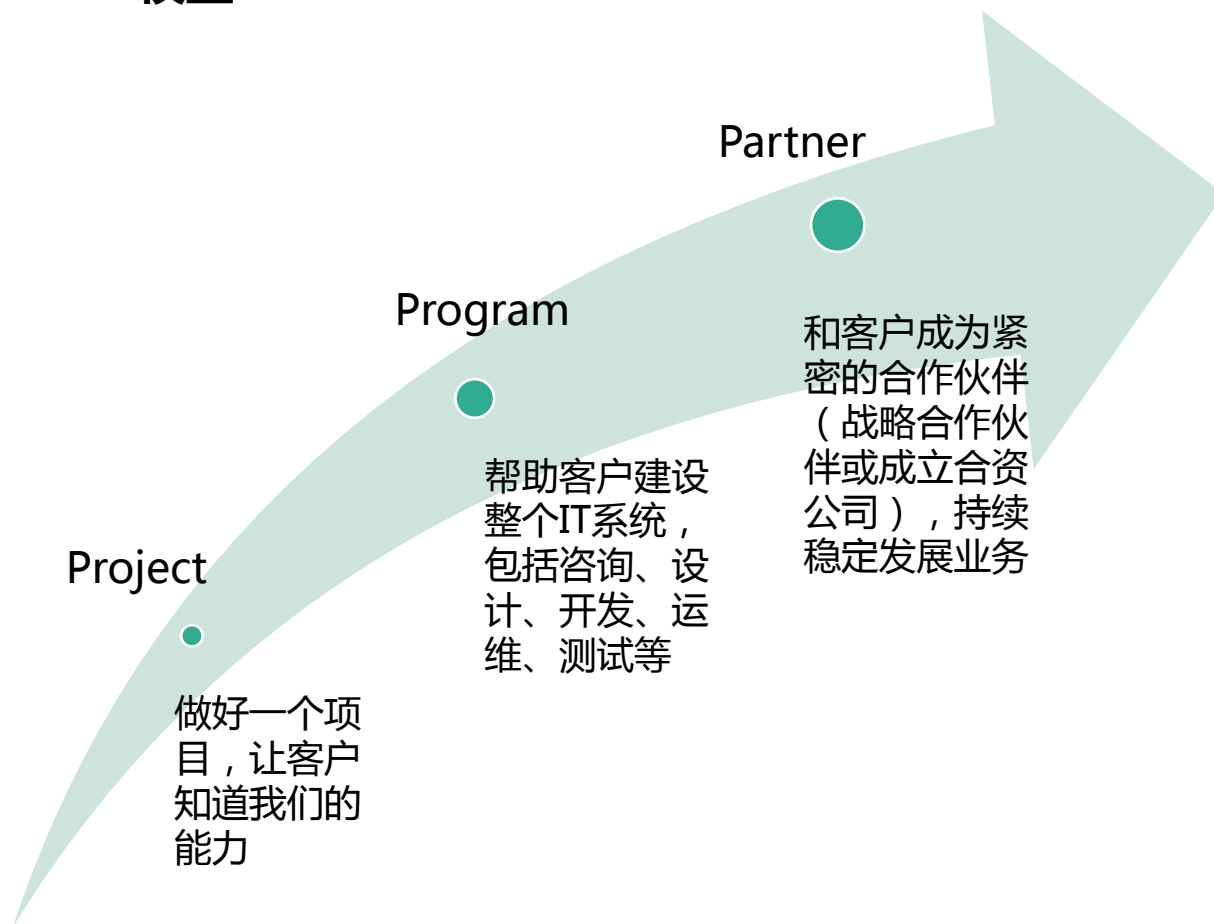 Partner
Program
和客户成为紧
密的合作伙伴
（战略合作伙
伴或成立合资
公司），持续
稳定发展业务
帮助客户建设
整个IT系统，
包括咨询、设
计、开发、运
维、测试等
Project
做好一个项
目，让客户
知道我们的
能力